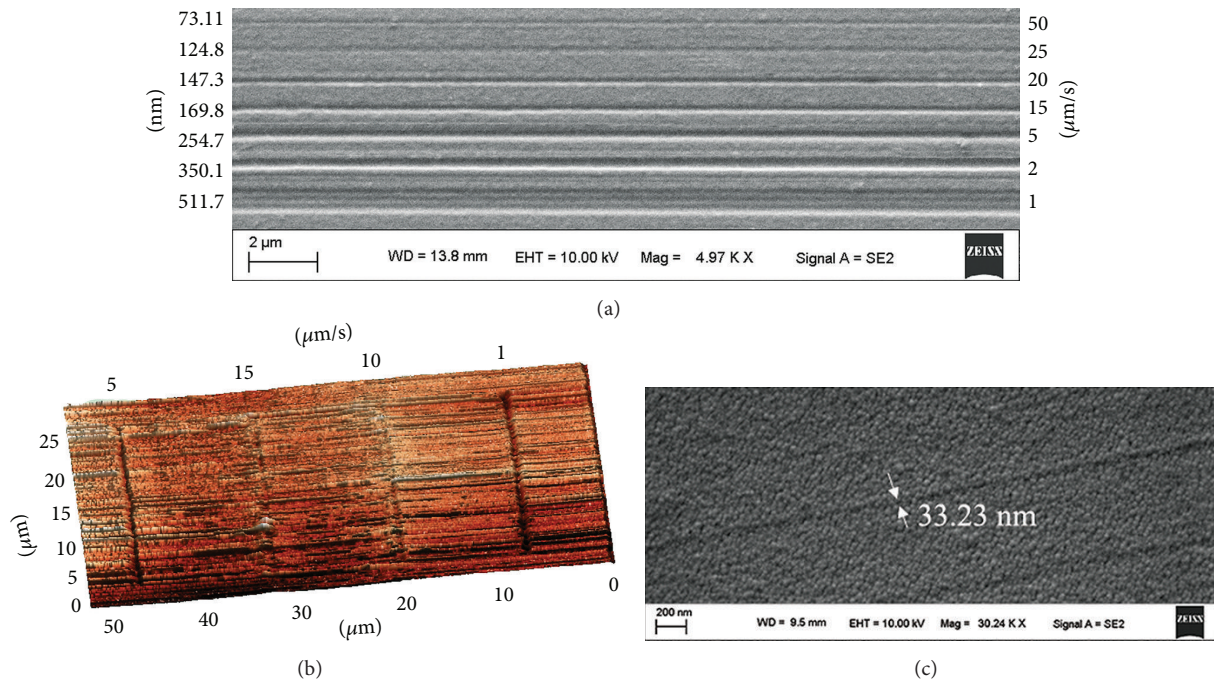 73.11 50
124.8 25
147.3 20
169.8 15
254.7 5
350.1 2
511.7 1
(nm) (μm/s)
2 µm WD = 13.8 mm EHT = 10.00 kV Mag = 4.97 K X Signal A = SE2 ZEISS
(a)
(μm/s)
5 15 10 1
25
20
15
10
5
0
(μm)
50 40 30 20 10 0
(μm)
(b)
33.23 nm
200 nm WD = 9.5 mm EHT = 10.00 kV Mag = 30.24 K X Signal A = SE2 ZEISS
(c)